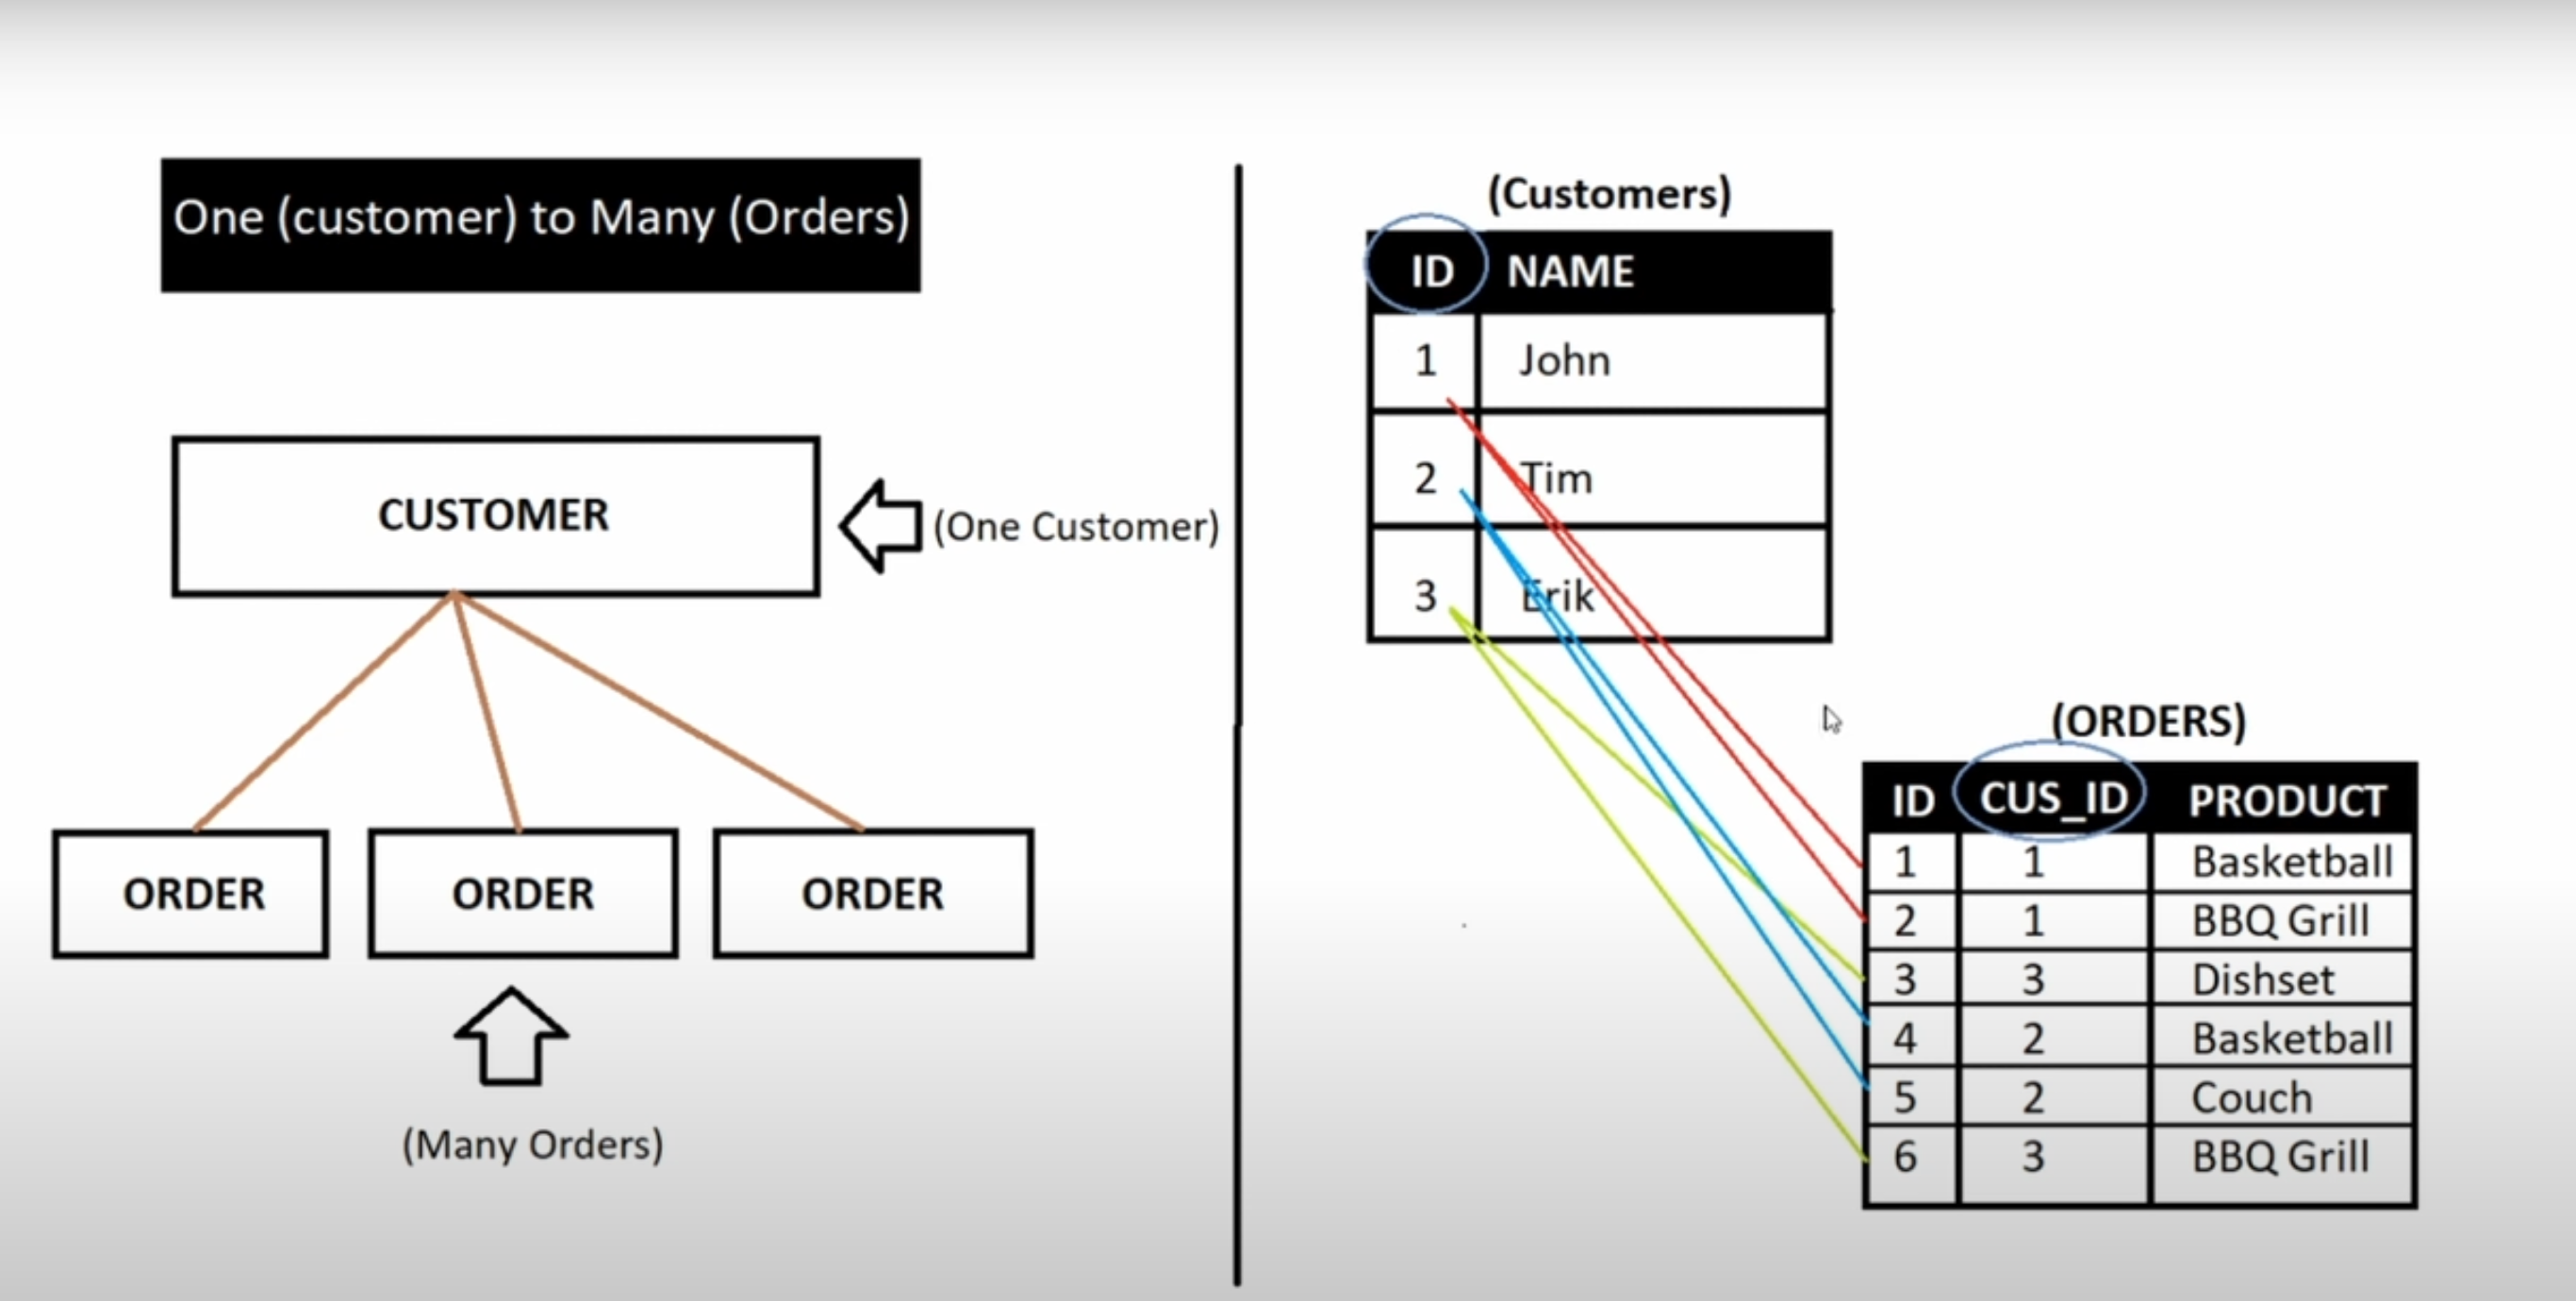 One (customer) to Many (Orders)
CUSTOMER
(One Customer)
ORDER ORDER ORDER
(Many Orders)
(Customers)
ID NAME
1 John
2 Tim
3 Erik
(ORDERS)
ID CUS_ID PRODUCT
1 1 Basketball
2 1 BBQ Grill
3 3 Dishset
4 2 Basketball
5 2 Couch
6 3 BBQ Grill